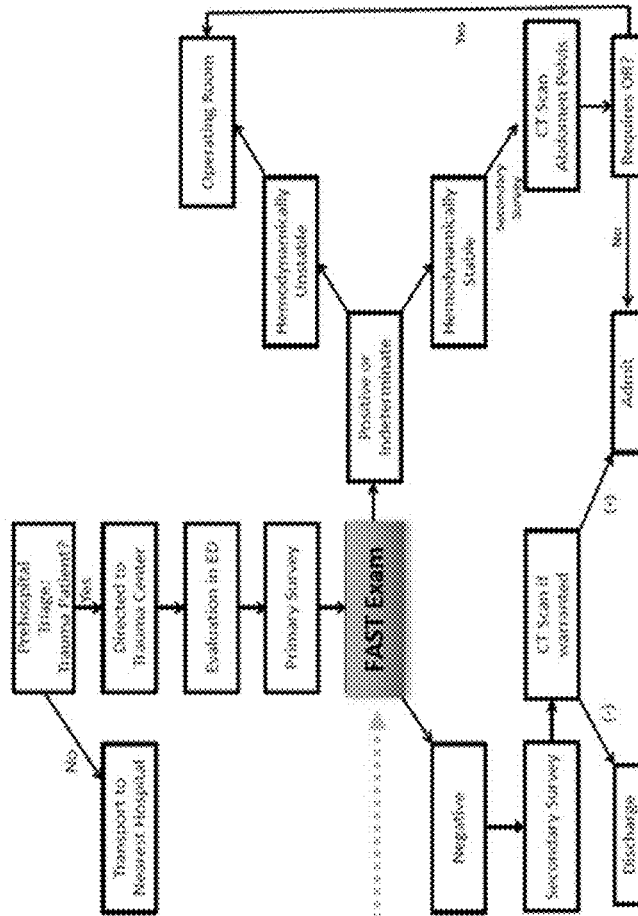 Prehospital
Triage:
Trauma Patient?
No
Yes
Transport to
Nearest Hospital
Directed to
Trauma Center
Evaluation in ED
Primary Survey
FAST Exam
Negative
Positive or
Indeterminate
Hemodynamically
Unstable
Operating Room
Hemodynamically
Stable
Secondary
Survey
CT Scan
Abdomen Pelvis
Requires OR?
Yes
No
Secondary Survey
CT Scan if
warranted
(-)
(+)
Discharge
Admit